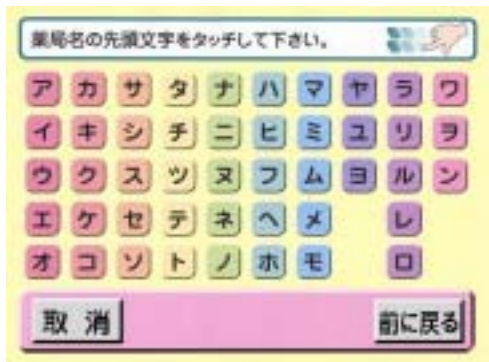 薬局名の先頭文字をタッチして下さい。
ア カ サ タ ナ ハ マ ヤ ラ ワ
イ キ シ チ ニ ヒ ミ ユ リ ヲ
ウ ク ス ツ ヌ フ ム ヨ ル ン
エ ケ セ テ ネ ヘ メ レ
オ コ ソ ト ノ ホ モ ロ
取消 前に戻る